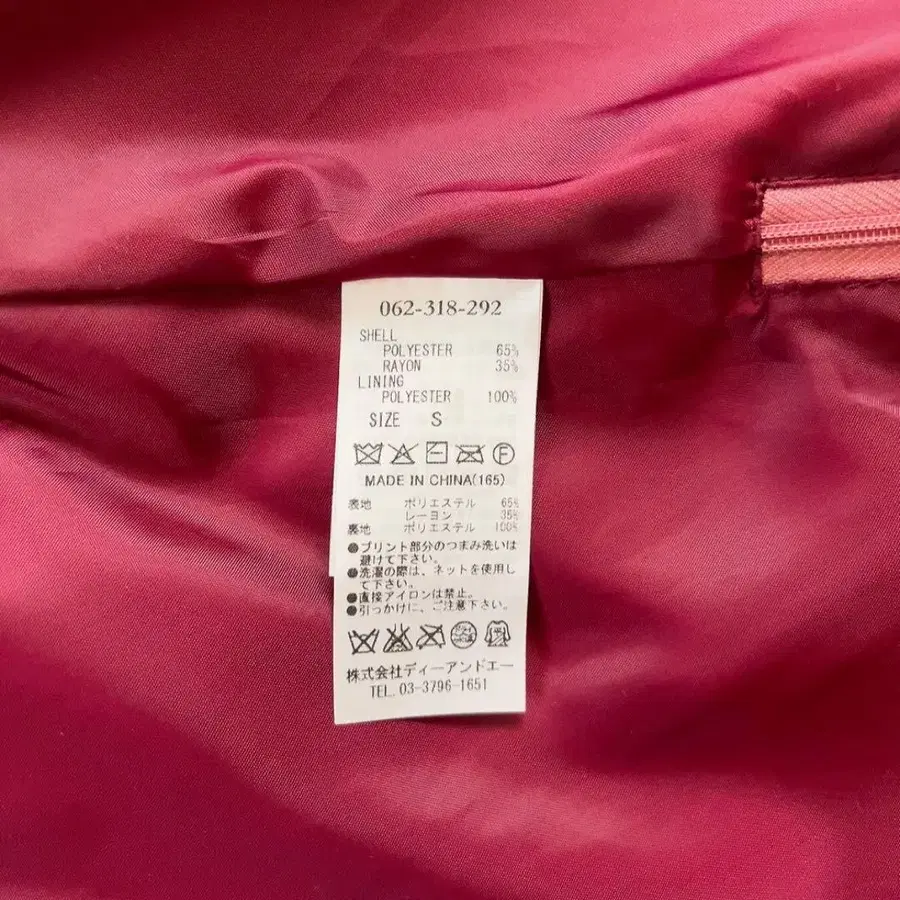 062-318-292
SHELL
POLYESTER 65%
RAYON 35%
LINING
POLYESTER 100%
SIZE S
F
MADE IN CHINA(165)
表地 ポリエステル 65%
レーヨン 35%
裏地 ポリエステル 100%
●プリント部分のつまみ洗いは
避けて下さい。
●洗濯の際は、ネットを使用し
て下さい。
●直接アイロンは禁止。
●引っかけに、ご注意下さい。
株式会社ディーアンドエー
TEL. 03-3796-1651